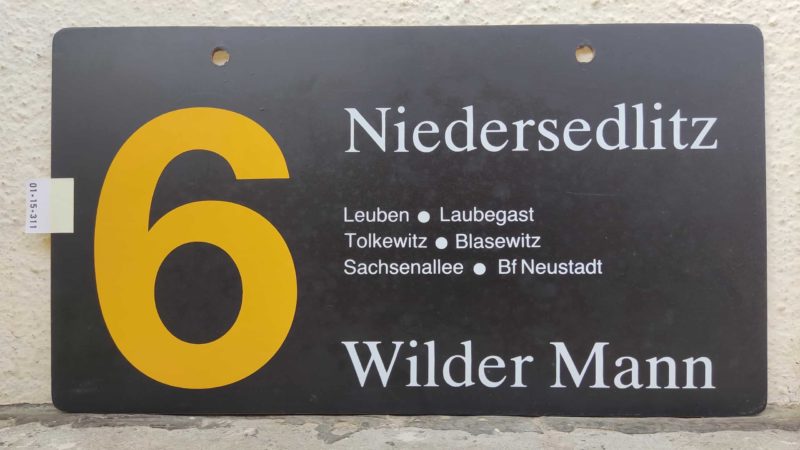 01-15-311
6
Niedersedlitz
Leuben ● Laubegast
Tolkewitz ● Blasewitz
Sachsenallee ● Bf Neustadt
Wilder Mann